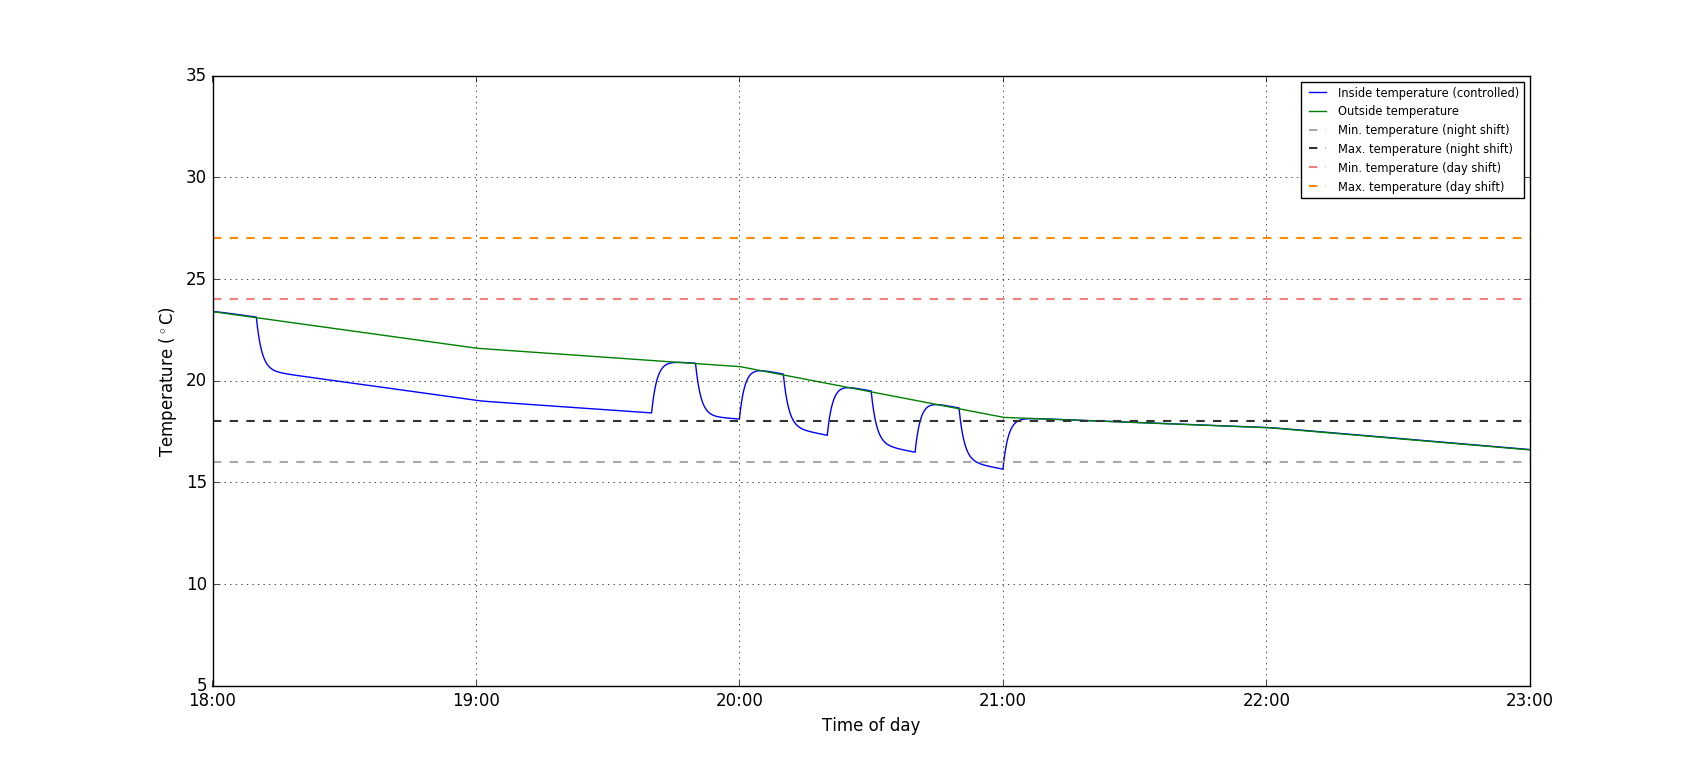 35
30
25
20
15
10
5
18:00 19:00 20:00 21:00 22:00 23:00
Time of day
Temperature (°C)
Inside temperature (controlled)
Outside temperature
Min. temperature (night shift)
Max. temperature (night shift)
Min. temperature (day shift)
Max. temperature (day shift)